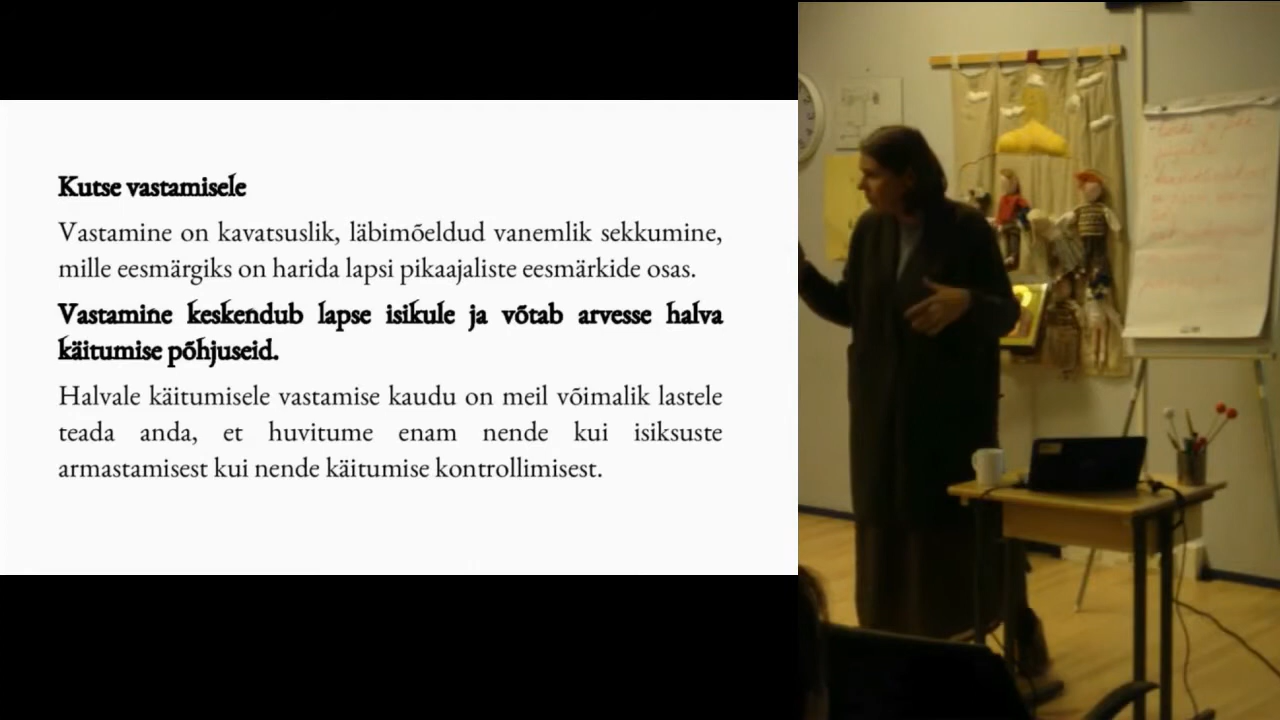 Kutse vastamisele
Vastamine on kavatsuslik, läbimõeldud vanemlik sekkumine,
mille eesmärgiks on harida lapsi pikaajaliste eesmärkide osas.
Vastamine keskendub lapse isikule ja võtab arvesse halva
käitumise põhjuseid.
Halvale käitumisele vastamise kaudu on meil võimalik lastele
teada anda, et huvitume enam nende kui isiksuste
armastamisest kui nende käitumise kontrollimisest.